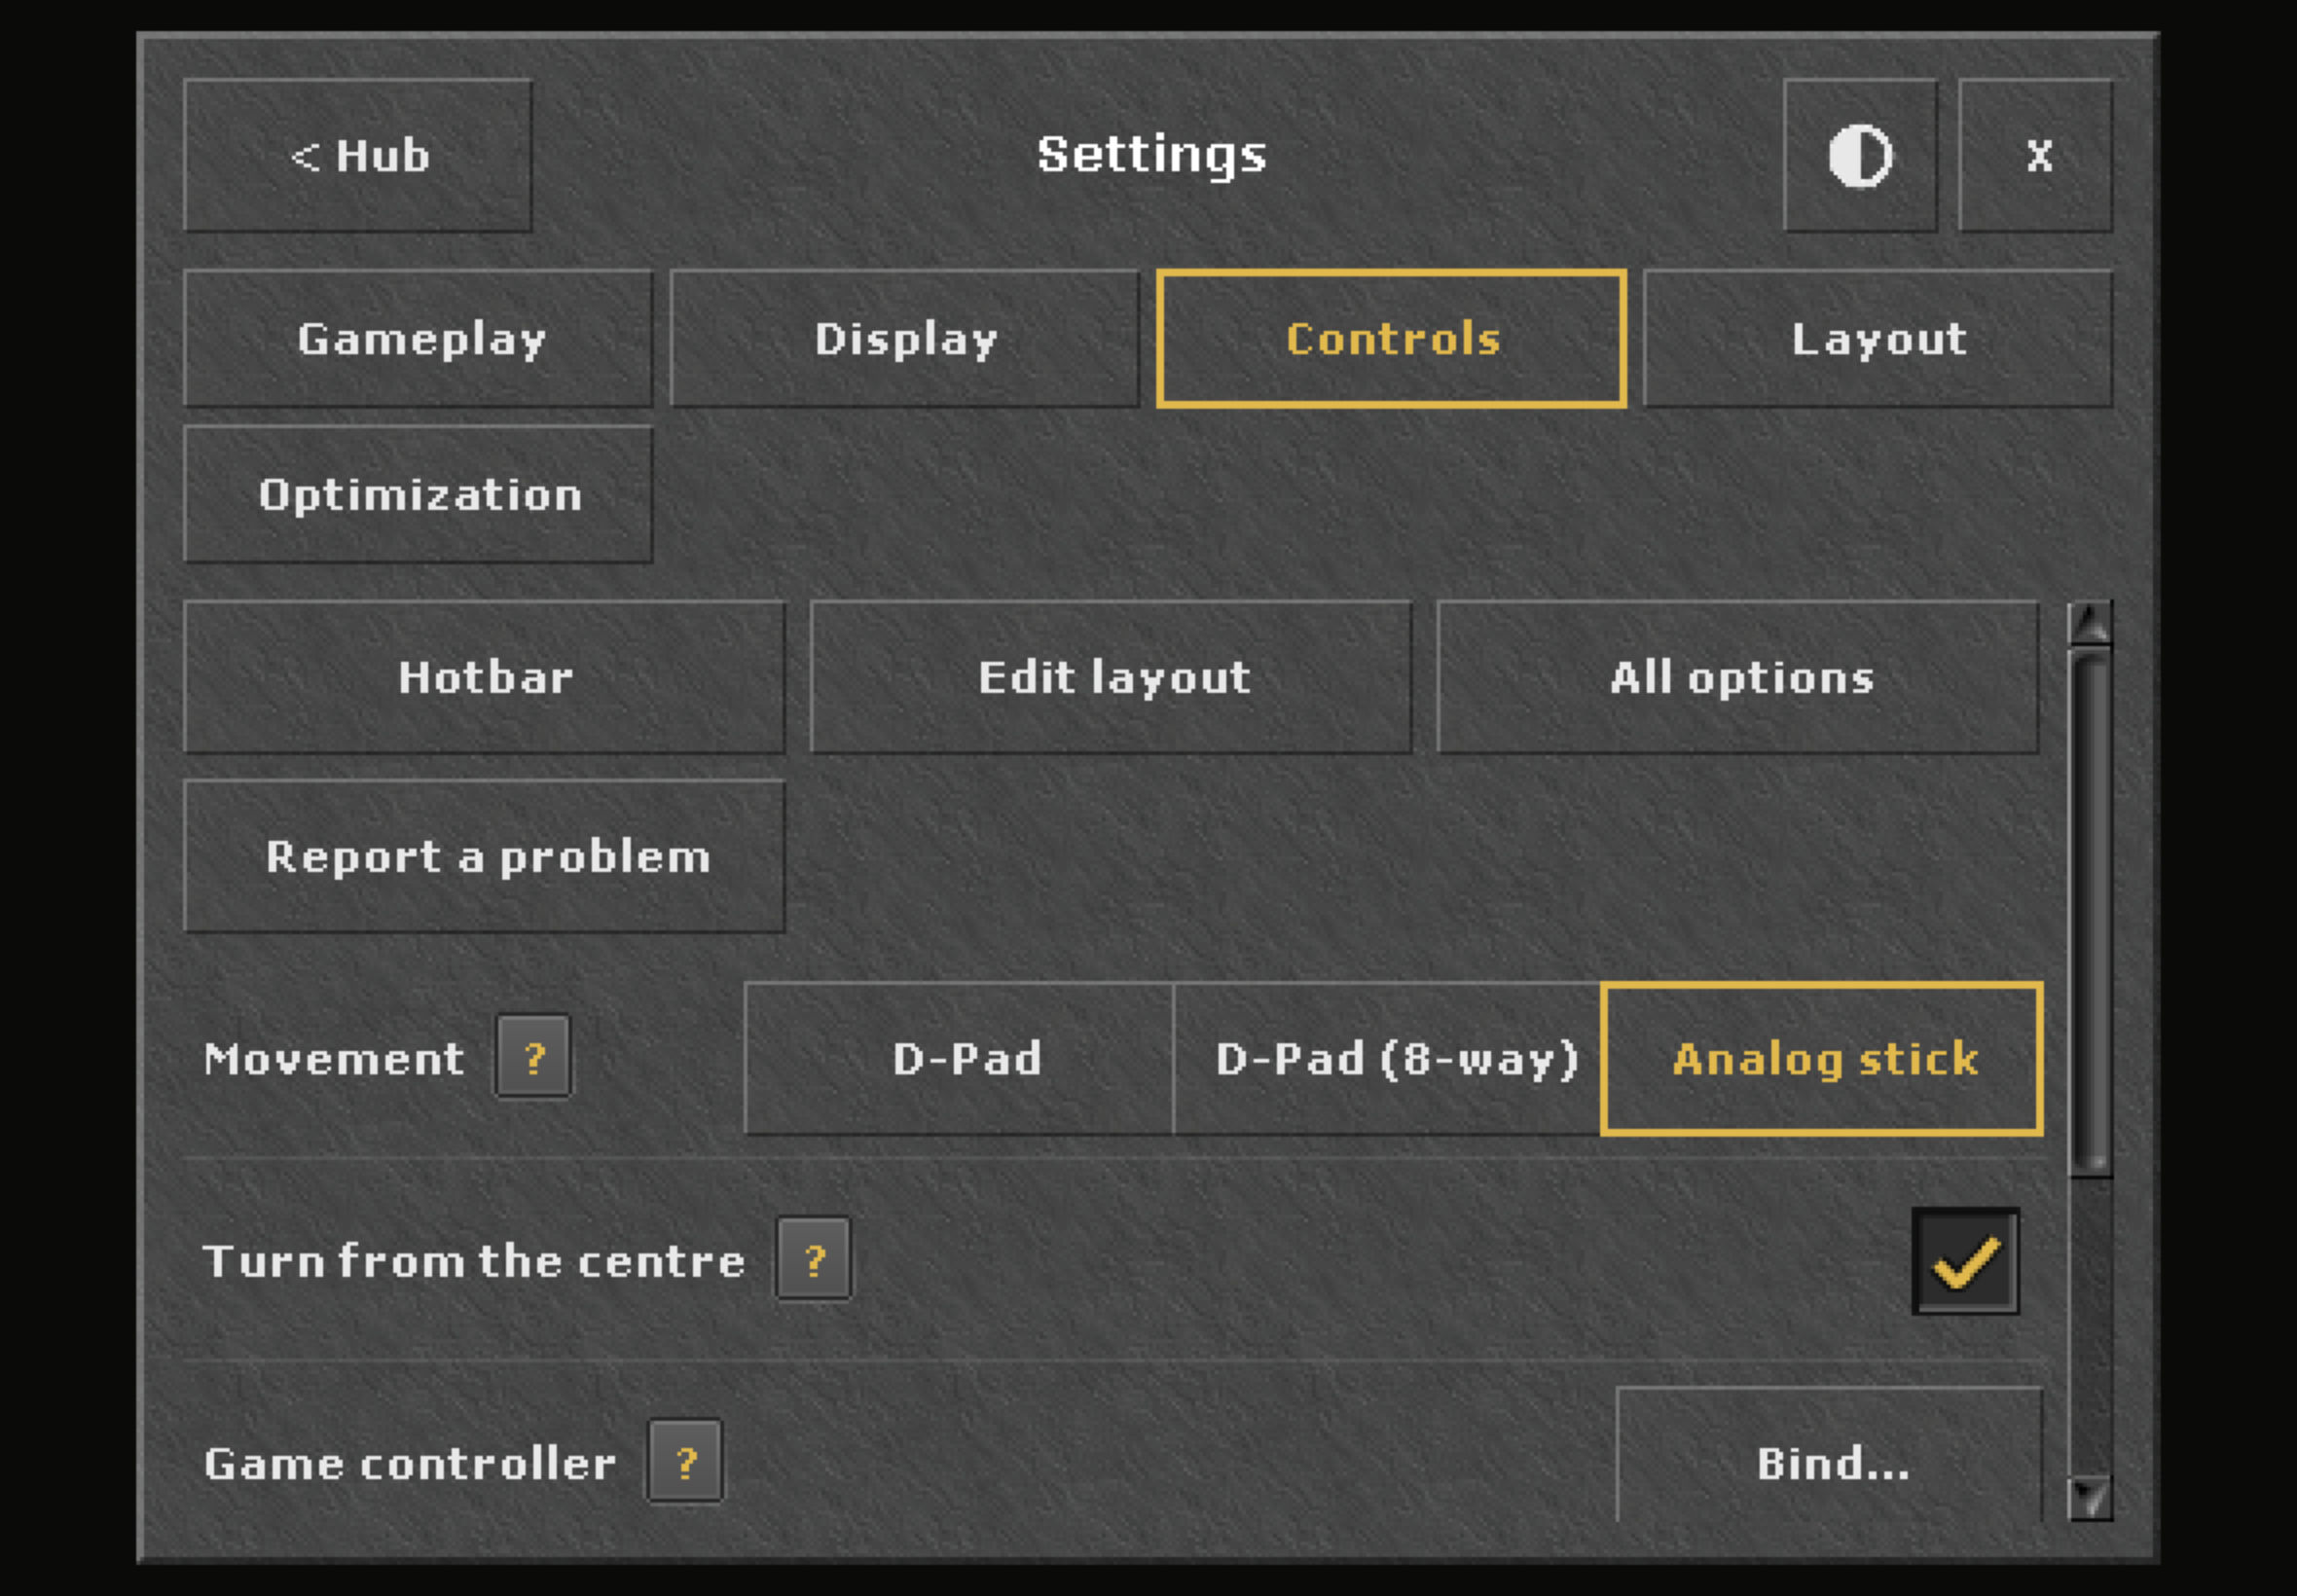 < Hub
Settings
X
Gameplay
Display
Controls
Layout
Optimization
Hotbar
Edit layout
All options
Report a problem
Movement ?
D-Pad
D-Pad (8-way)
Analog stick
Turn from the centre ?
Game controller ?
Bind...